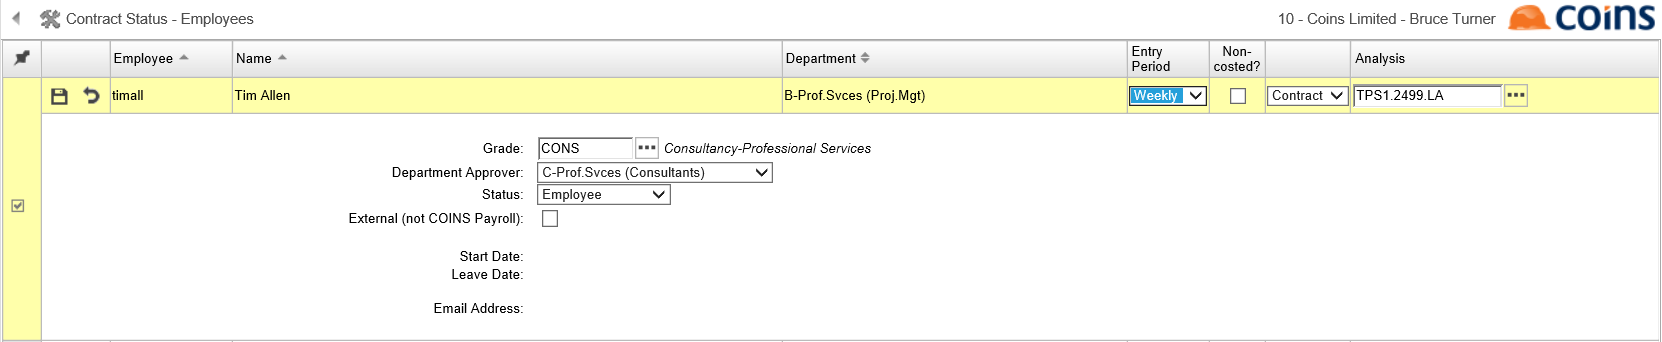 Contract Status - Employees
10 - Coins Limited - Bruce Turner
COINS
Employee Name Department Entry Period Non-costed? Analysis
timall Tim Allen B-Prof.Svces (Proj.Mgt) Weekly Contract TPS1.2499.LA
Grade: CONS Consultancy-Professional Services
Department Approver: C-Prof.Svces (Consultants)
Status: Employee
External (not COINS Payroll):
Start Date:
Leave Date:
Email Address: